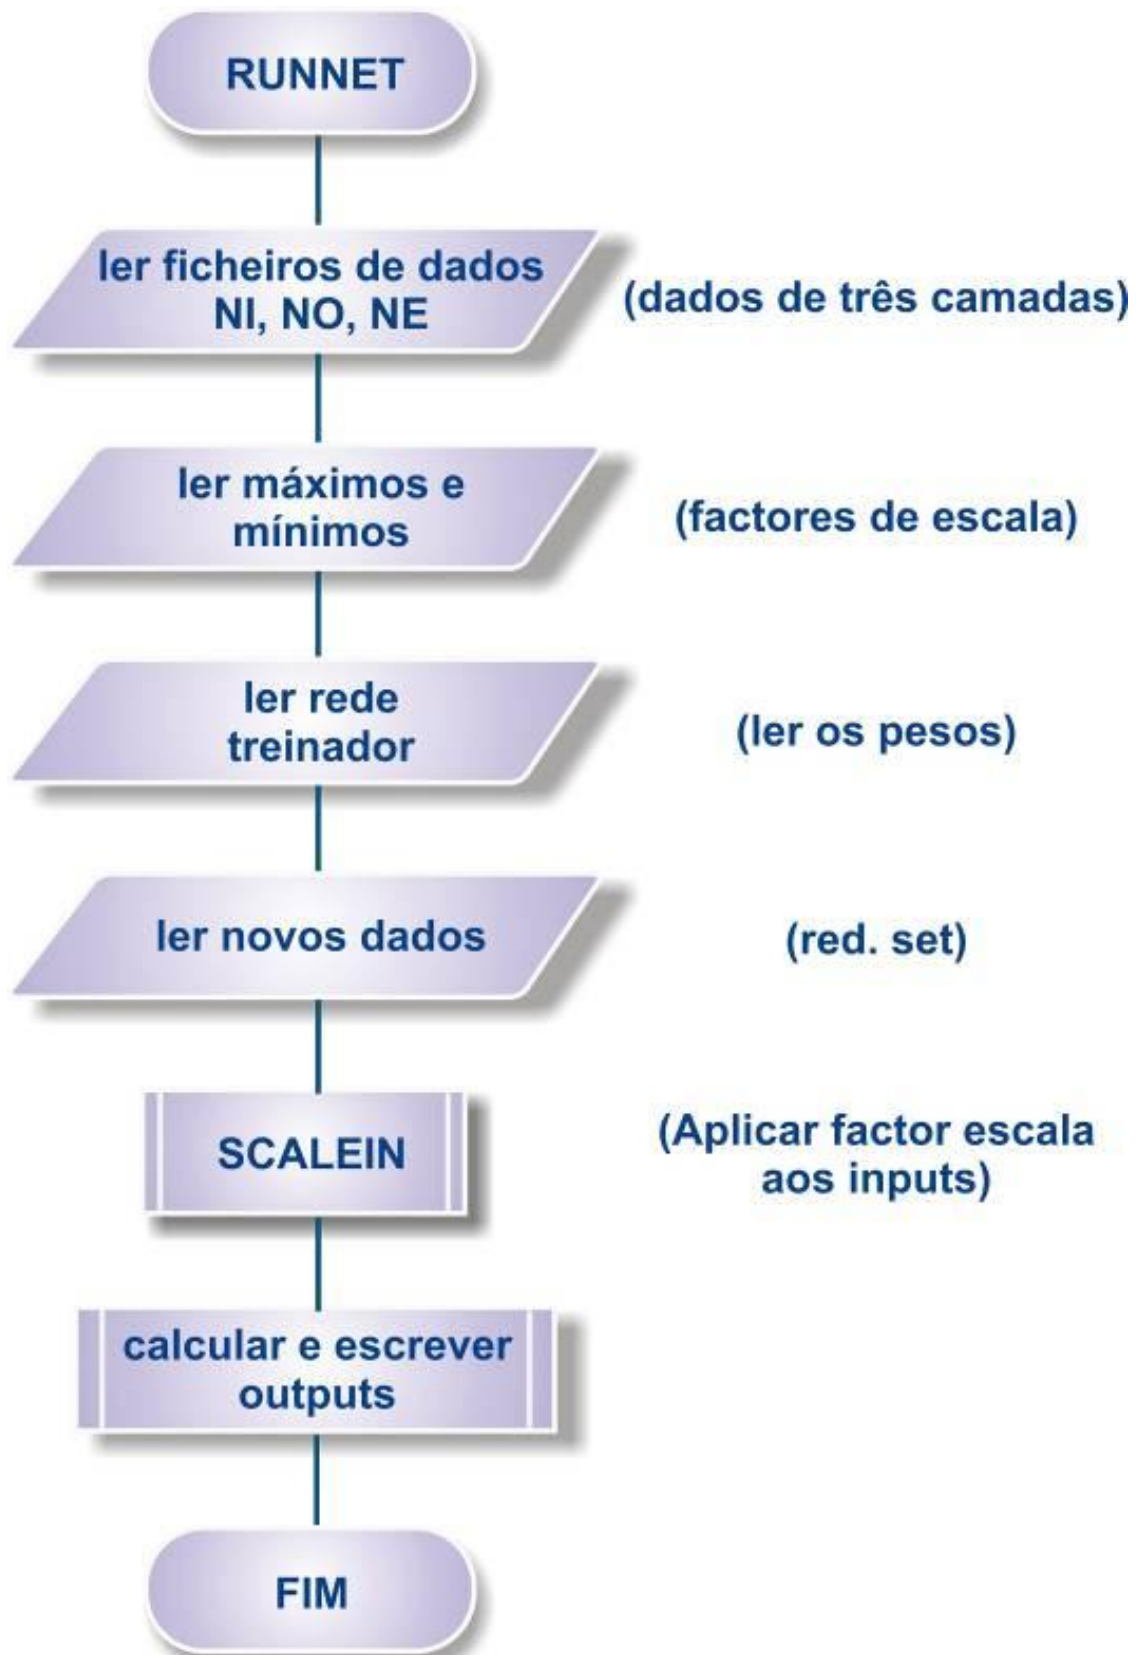 RUNNET
ler ficheiros de dados
NI, NO, NE
(dados de três camadas)
ler máximos e
mínimos
(factores de escala)
ler rede
treinador
(ler os pesos)
ler novos dados
(red. set)
SCALEIN
(Aplicar factor escala
aos inputs)
calcular e escrever
outputs
FIM